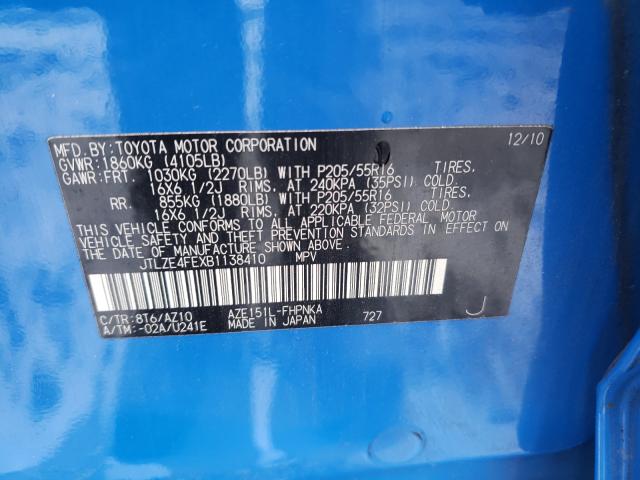 MFD. BY: TOYOTA MOTOR CORPORATION 12/10
GVWR: 1860KG (4105LB)
GAWR: FRT 1030KG (2270LB) WITH P205/55R16 TIRES,
16X6 1/2J RIMS, AT 240KPA (35PSI) COLD
RR 855KG (1880LB) WITH P205/55R16 TIRES,
16X6 1/2J RIMS, AT 220KPA (32PSI) COLD
THIS VEHICLE CONFORMS TO ALL APPLICABLE FEDERAL MOTOR
VEHICLE SAFETY AND THEFT PREVENTION STANDARDS IN EFFECT ON
THE DATE OF MANUFACTURE SHOWN ABOVE.
JTLZE4FEXB1138410 MPV
C/TR: 8T6/AZ10 AZE151L-FHPNKA
A/TM: -02A/U241E MADE IN JAPAN 727 J